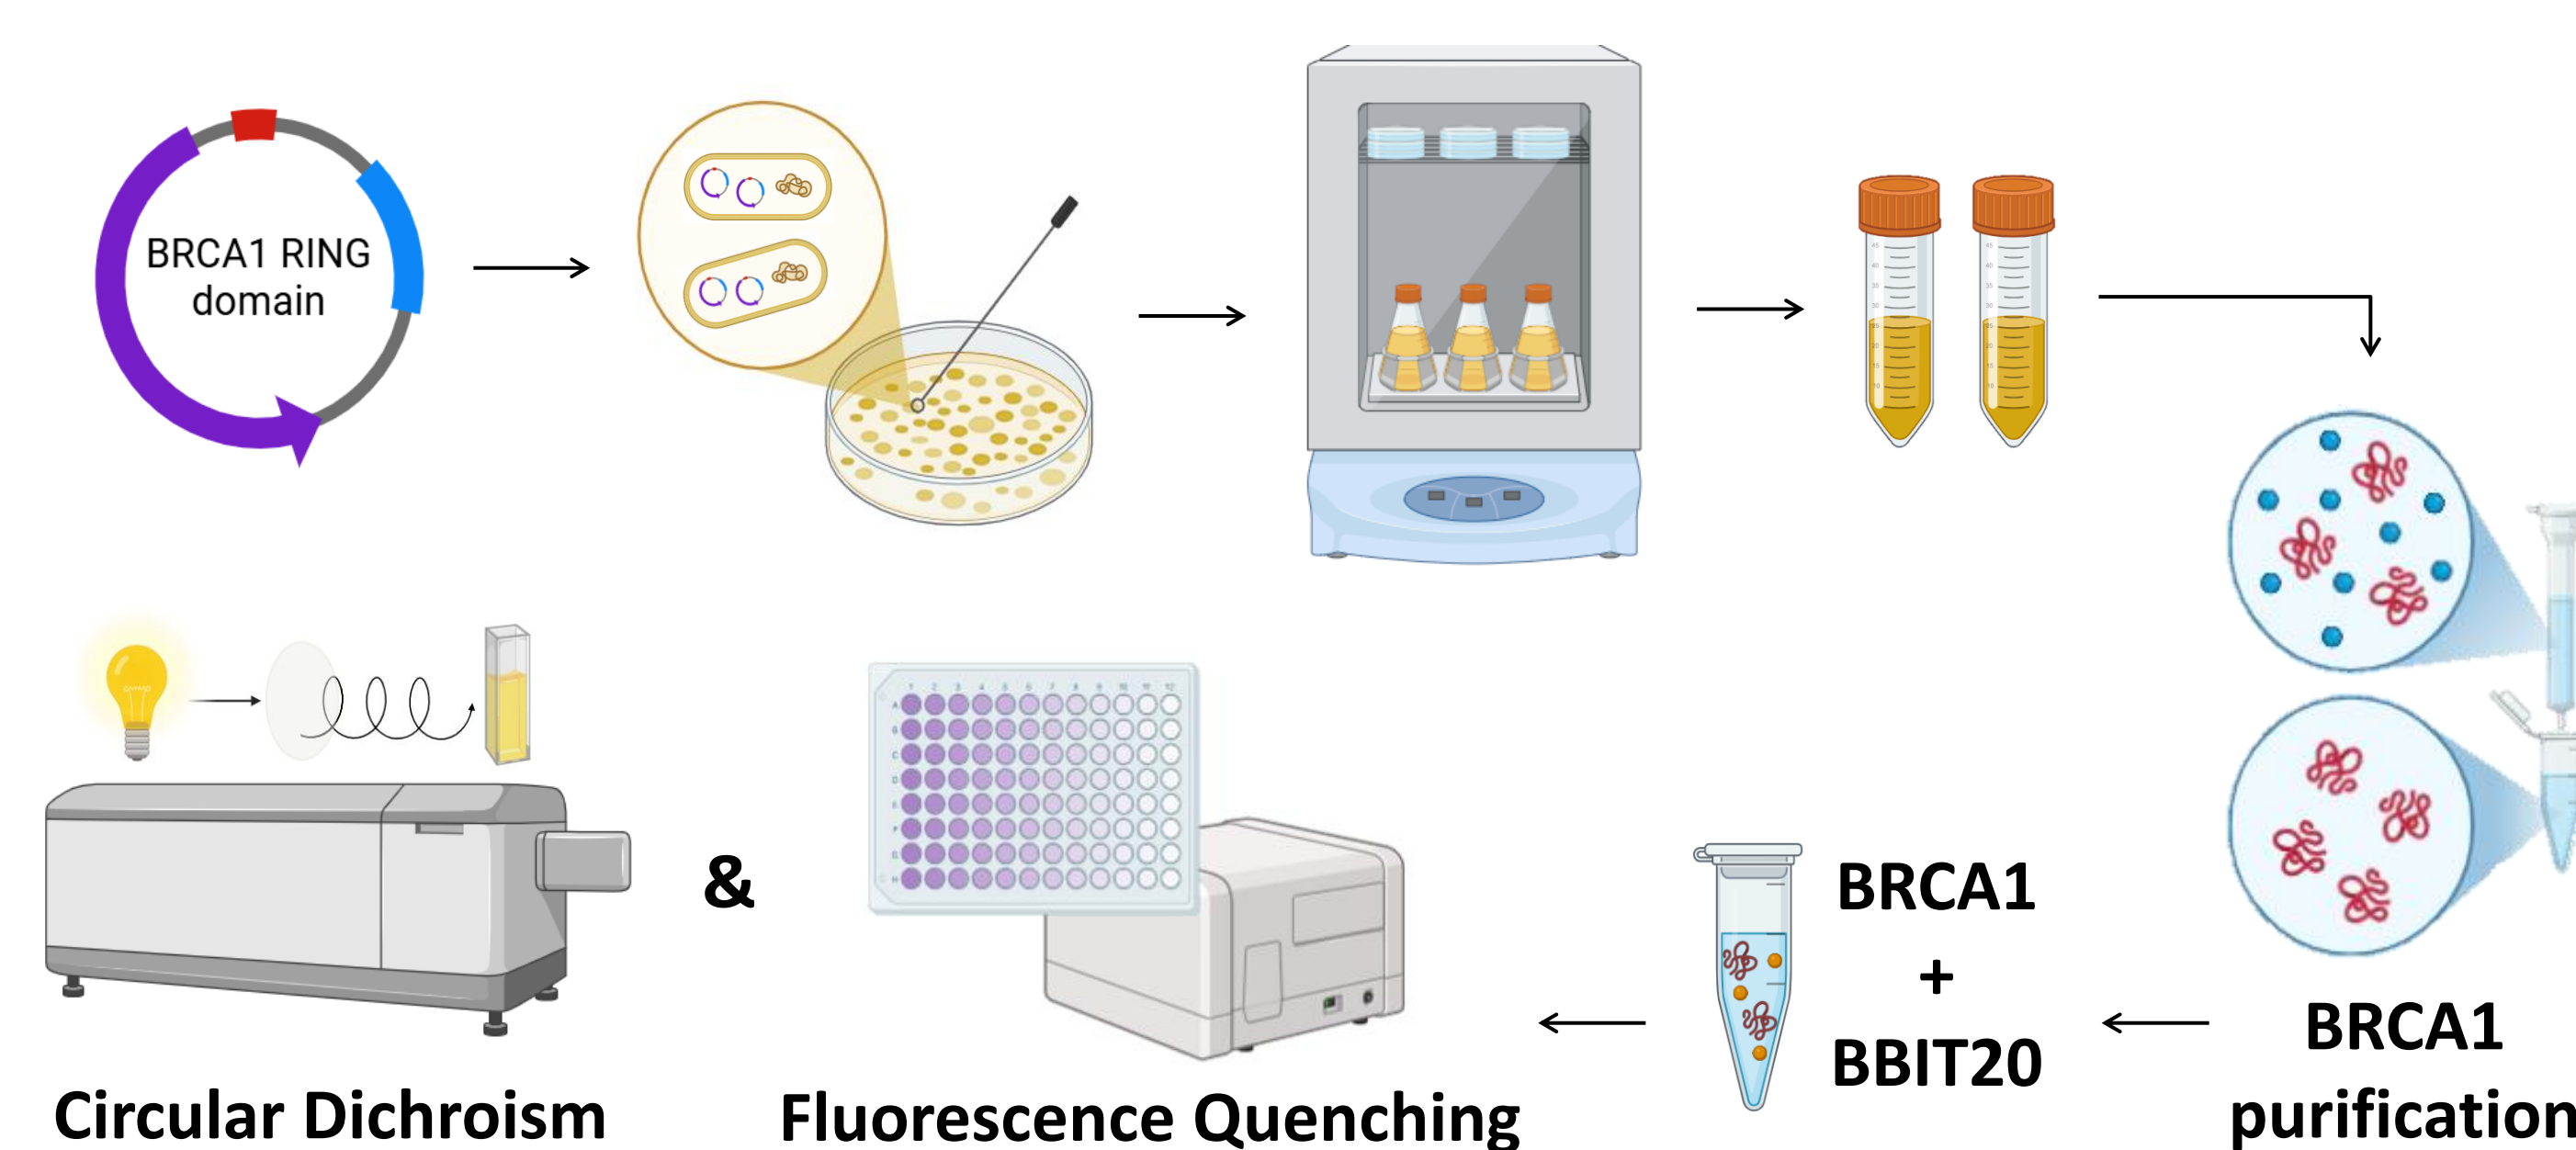 BRCA1 RING
domain
BRCA1
purification
BRCA1
+
BBIT20
Fluorescence Quenching
&
Circular Dichroism